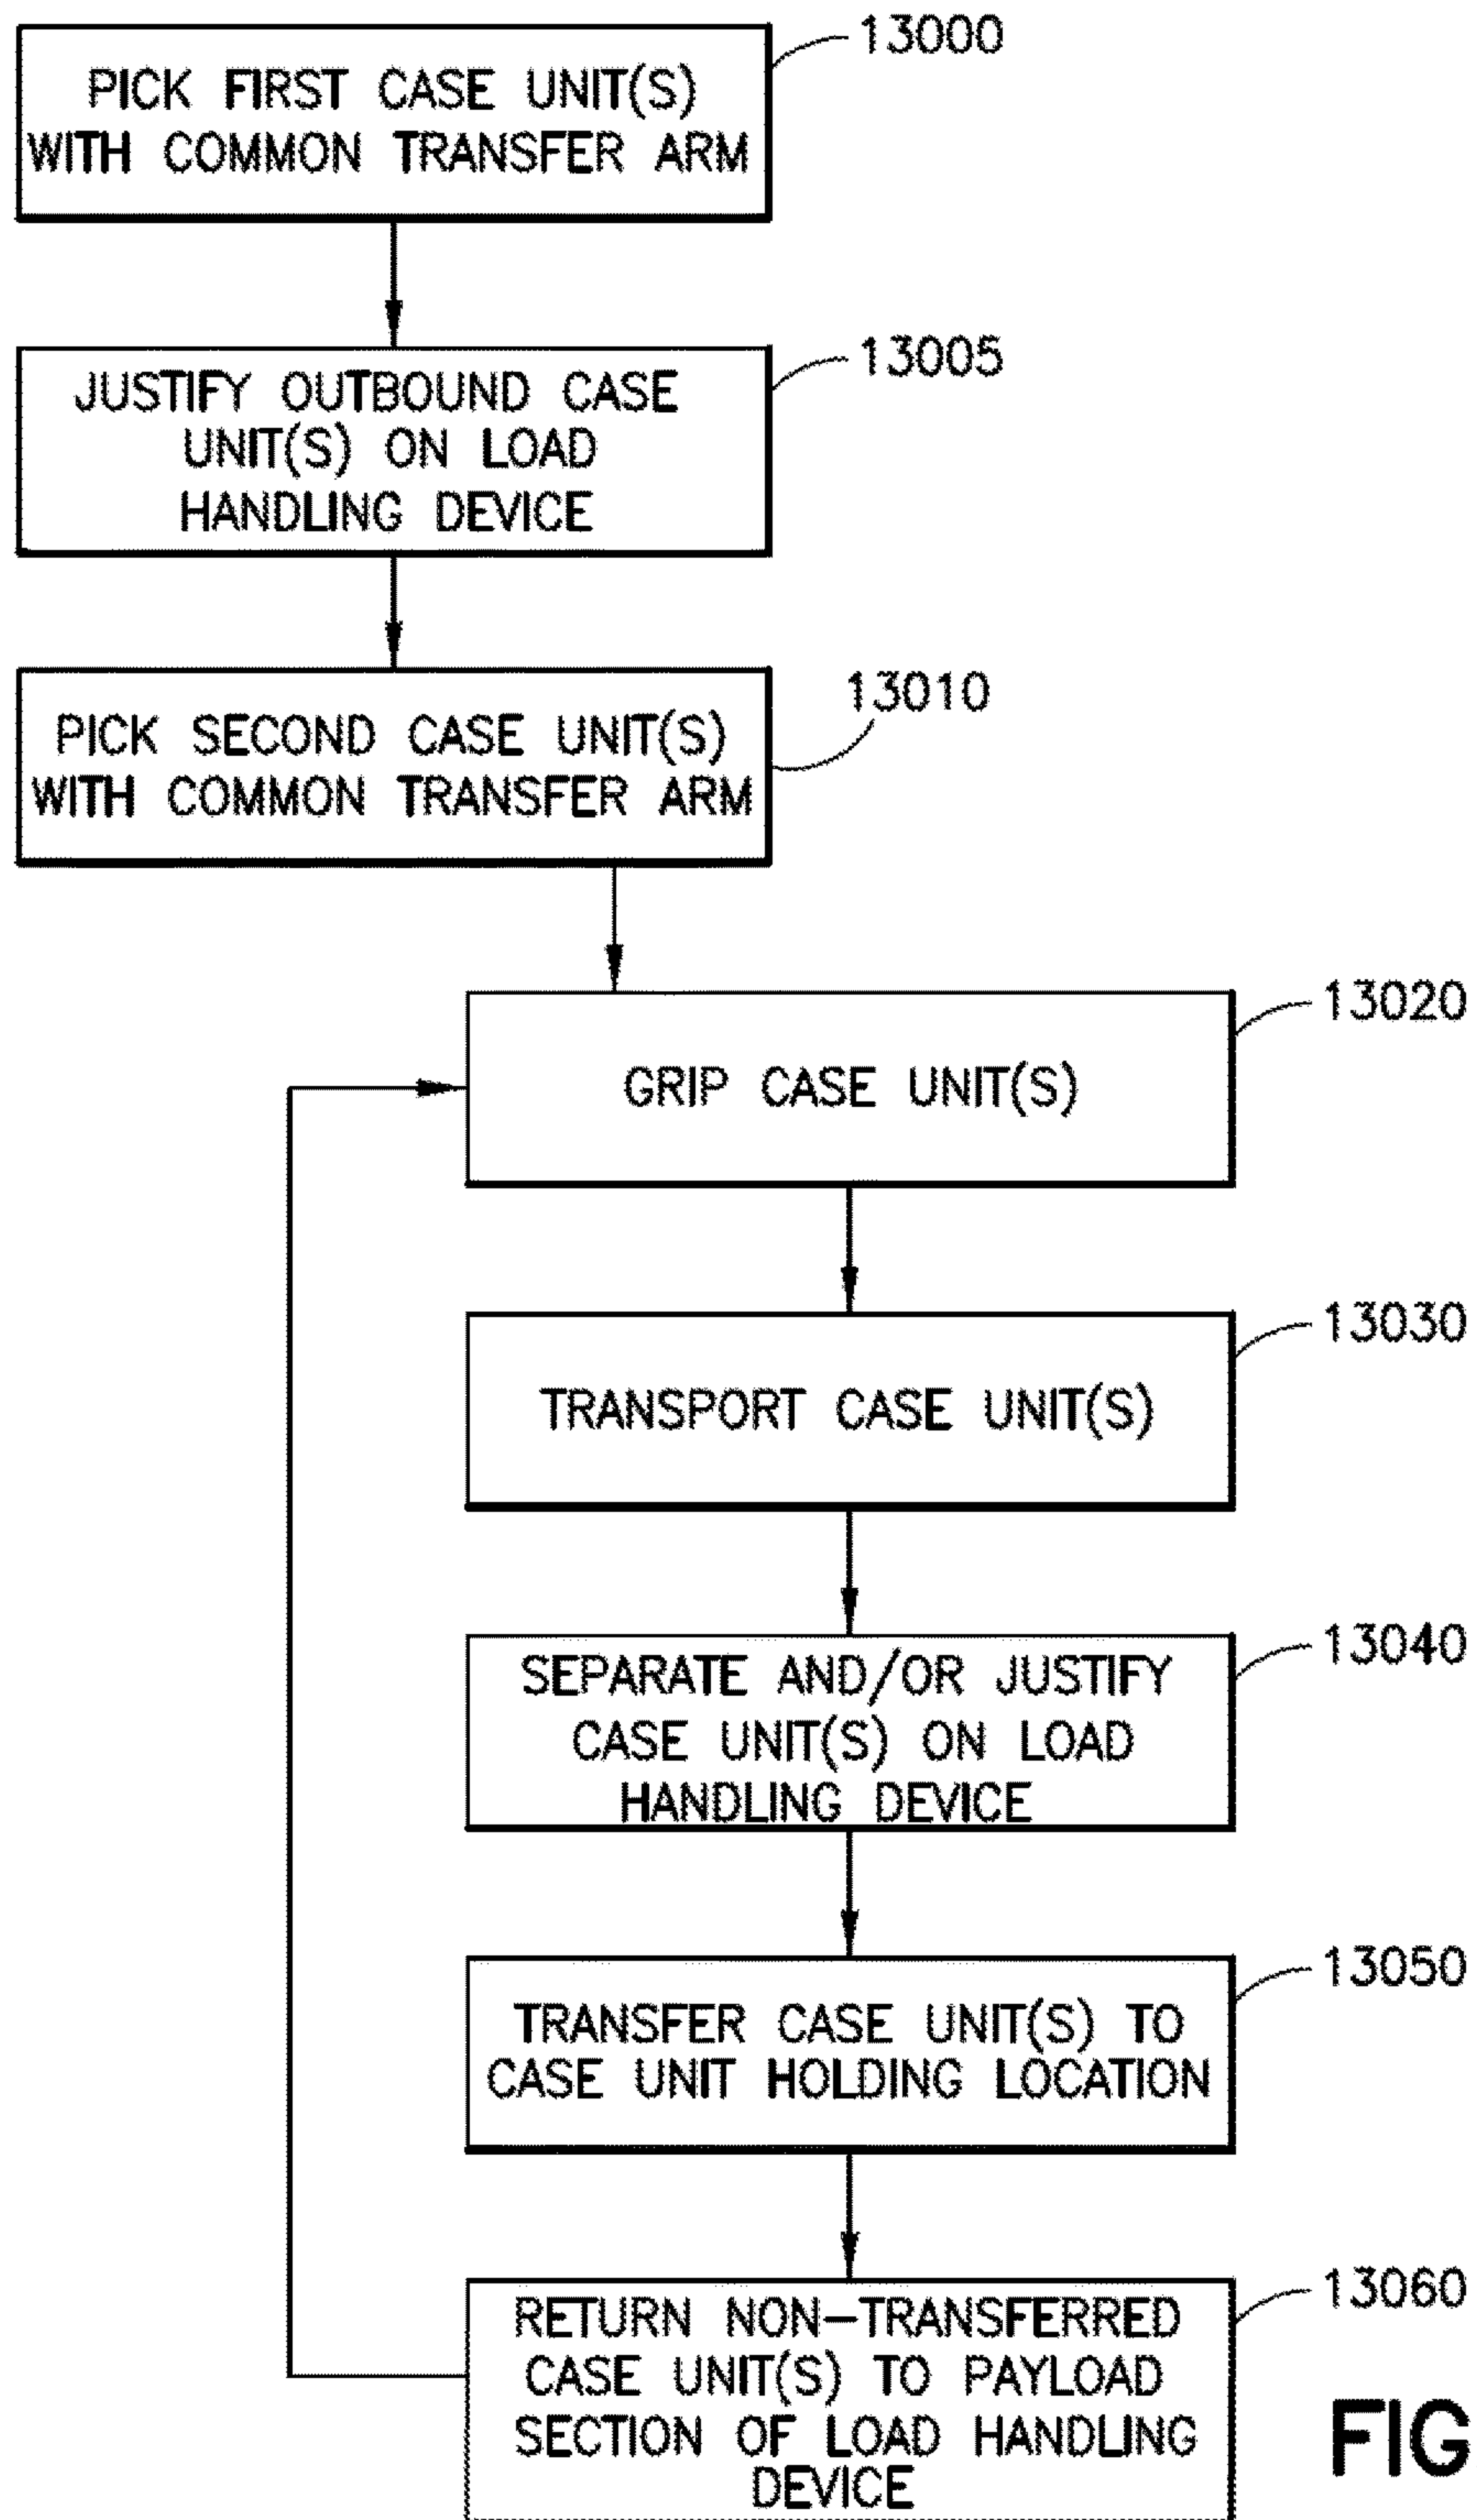 13000
PICK FIRST CASE UNIT(S)
WITH COMMON TRANSFER ARM
13005
JUSTIFY OUTBOUND CASE
UNIT(S) ON LOAD
HANDLING DEVICE
13010
PICK SECOND CASE UNIT(S)
WITH COMMON TRANSFER ARM
13020
GRIP CASE UNIT(S)
13030
TRANSPORT CASE UNIT(S)
13040
SEPARATE AND/OR JUSTIFY
CASE UNIT(S) ON LOAD
HANDLING DEVICE
13050
TRANSFER CASE UNIT(S) TO
CASE UNIT HOLDING LOCATION
13060
RETURN NON-TRANSFERRED
CASE UNIT(S) TO PAYLOAD
SECTION OF LOAD HANDLING
DEVICE
FIG